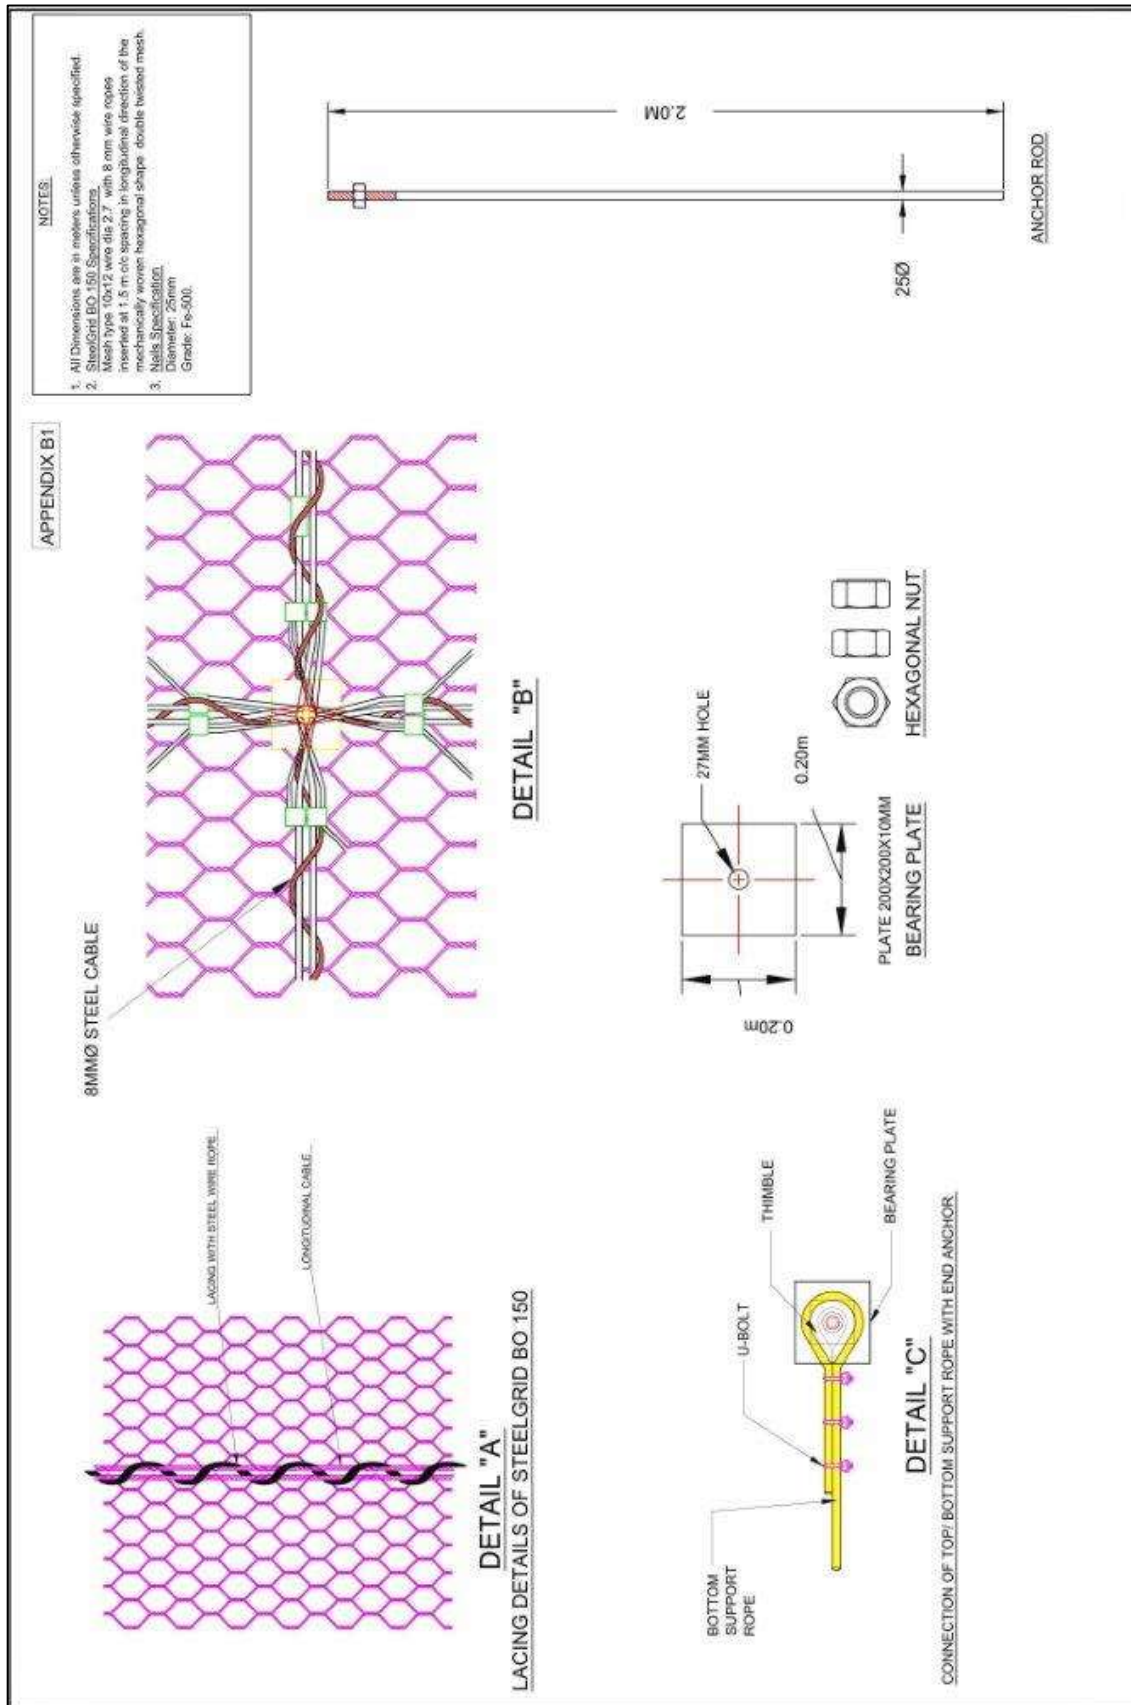 APPENDIX B1
NOTES:
1. All Dimensions are in meters unless otherwise specified.
2. SteelGrid BO 150 Specifications
Mesh type 10x12 wire dia 2.7 with 8 mm wire ropes
inserted at 1.5 m c/c spacing in longitudinal direction of the
mechanically woven hexagonal shape double twisted mesh.
3. Nails Specification
Diameter: 25mm
Grade: Fe-500.
LACING WITH STEEL WIRE ROPE
LONGITUDINAL CABLE
DETAIL "A"
LACING DETAILS OF STEELGRID BO 150
8MMØ STEEL CABLE
DETAIL "B"
2.0M
25Ø
ANCHOR ROD
BOTTOM
SUPPORT
ROPE
U-BOLT
THIMBLE
BEARING PLATE
DETAIL "C"
CONNECTION OF TOP/ BOTTOM SUPPORT ROPE WITH END ANCHOR
0.20m
27MM HOLE
0.20m
PLATE 200X200X10MM
BEARING PLATE
HEXAGONAL NUT